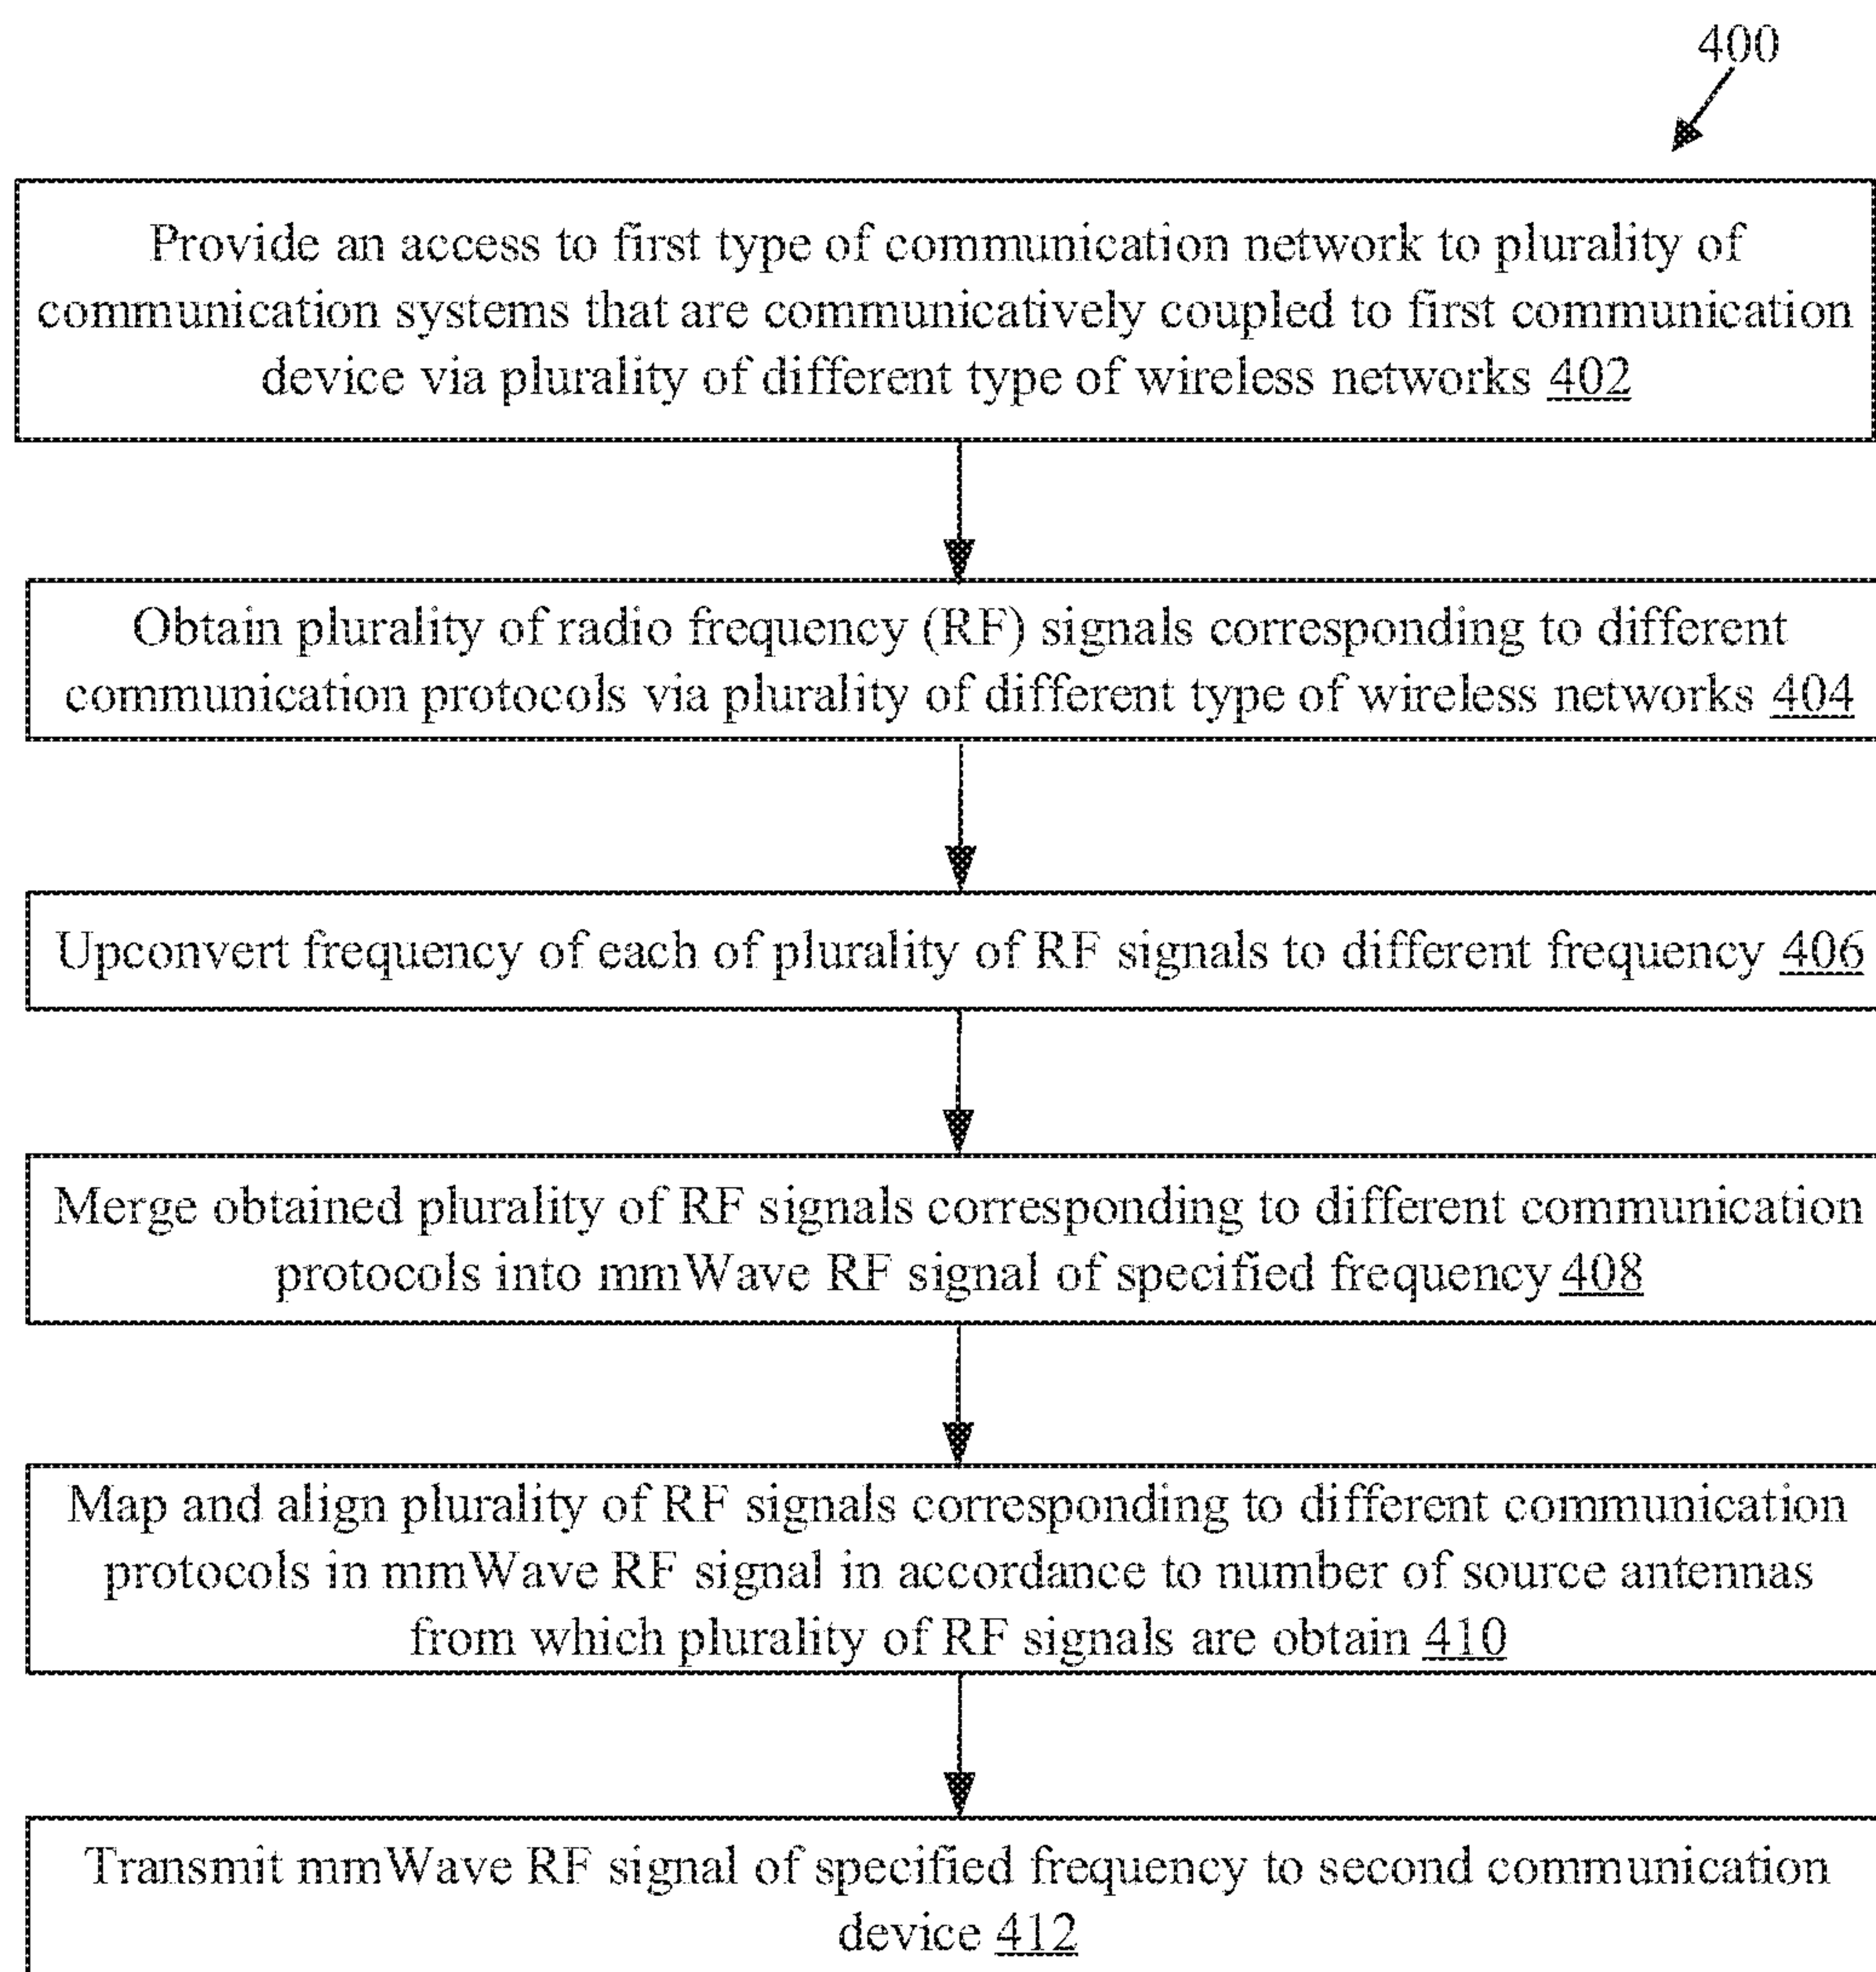 400
Provide an access to first type of communication network to plurality of
communication systems that are communicatively coupled to first communication
device via plurality of different type of wireless networks 402
Obtain plurality of radio frequency (RF) signals corresponding to different
communication protocols via plurality of different type of wireless networks 404
Upconvert frequency of each of plurality of RF signals to different frequency 406
Merge obtained plurality of RF signals corresponding to different communication
protocols into mmWave RF signal of specified frequency 408
Map and align plurality of RF signals corresponding to different communication
protocols in mmWave RF signal in accordance to number of source antennas
from which plurality of RF signals are obtain 410
Transmit mmWave RF signal of specified frequency to second communication
device 412